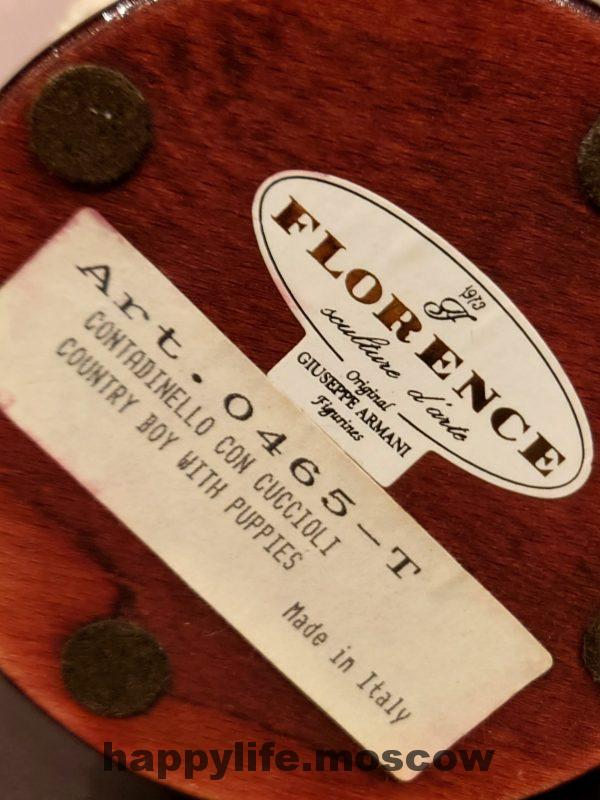 1973
FLORENCE
sculture d'arte
Original
GIUSEPPE ARMANI
Figurines
Art. 0465-T
CONTADINELLO CON CUCCIOLI
COUNTRY BOY WITH PUPPIES
Made in Italy
happylife.moscow